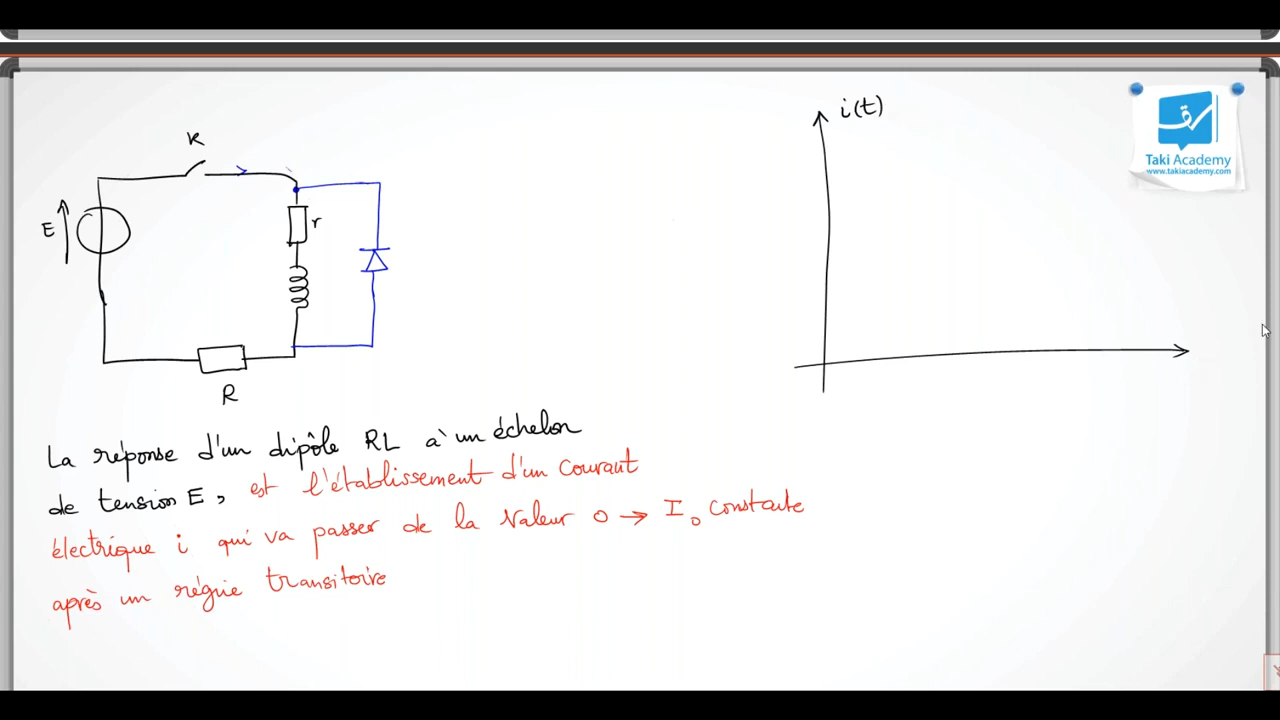 K
i(t)
E
r
R
Taki Academy
www.takiacademy.com
La réponse d'un dipôle RL à un échelon
de tension E, est l'établissement d'un courant
électrique i qui va passer de la valeur 0 → I₀ constante
après un régie transitoire